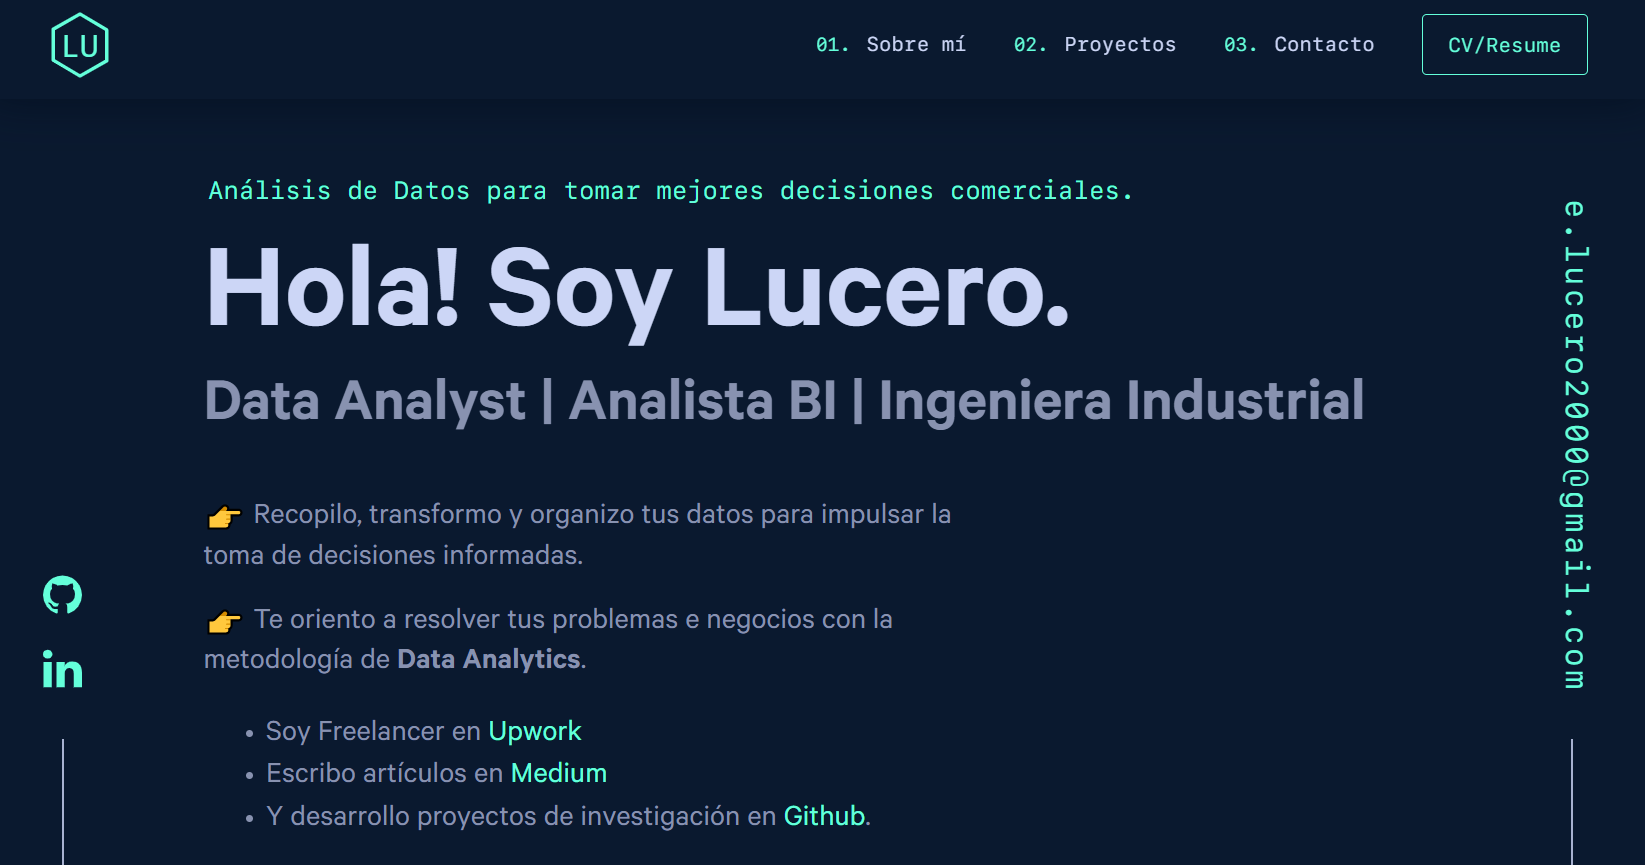 LU
01. Sobre mí
02. Proyectos
03. Contacto
CV/Resume
Análisis de Datos para tomar mejores decisiones comerciales.
Hola! Soy Lucero.
Data Analyst | Analista BI | Ingeniera Industrial
👉 Recopilo, transformo y organizo tus datos para impulsar la
toma de decisiones informadas.
👉 Te oriento a resolver tus problemas e negocios con la
metodología de Data Analytics.
• Soy Freelancer en Upwork
• Escribo artículos en Medium
• Y desarrollo proyectos de investigación en Github.
in
e.lucero2000@gmail.com